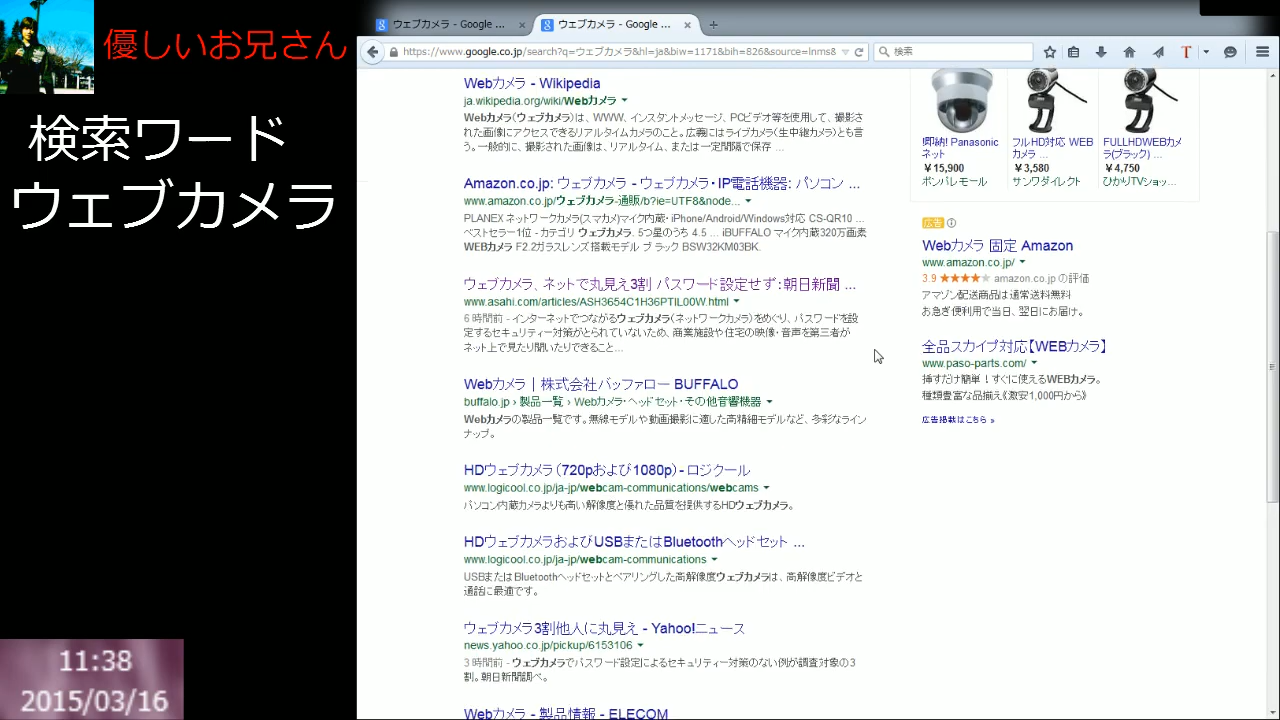 優しいお兄さん
検索ワード
ウェブカメラ
11:38
2015/03/16
ウェブカメラ - Google ...
ウェブカメラ - Google ...
https://www.google.co.jp/search?q=ウェブカメラ&hl=ja&biw=1171&bih=826&source=lnms&
検索
Webカメラ - Wikipedia
ja.wikipedia.org/wiki/Webカメラ
Webカメラ（ウェブカメラ）は、WWW、インスタントメッセージ、PCビデオ等を使用して、撮影さ
れた画像にアクセスできるリアルタイムカメラのこと。広義にはライブカメラ（生中継カメラ）とも言
う。一般的に、撮影された画像は、リアルタイム、または一定間隔で保存 ...
Amazon.co.jp: ウェブカメラ - ウェブカメラ・IP電話機器: パソコン ...
www.amazon.co.jp/ウェブカメラ-通販/b?ie=UTF8&node...
PLANEX ネットワークカメラ(スマカメ)マイク内蔵・iPhone/Android/Windows対応 CS-QR10 ...
ベストセラー1位 - カテゴリ ウェブカメラ. 5つ星のうち 4.5 ... iBUFFALO マイク内蔵320万画素
WEBカメラ F2.2ガラスレンズ搭載モデル ブラック BSW32KM03BK.
ウェブカメラ、ネットで丸見え3割 パスワード設定せず：朝日新聞 ...
www.asahi.com/articles/ASH3654C1H36PTIL00W.html
6 時間前 - インターネットでつながるウェブカメラ（ネットワークカメラ）をめぐり、パスワードを設
定するセキュリティー対策がとられていないため、商業施設や住宅の映像・音声を第三者が
ネット上で見たり聞いたりできること...
Webカメラ | 株式会社バッファロー BUFFALO
buffalo.jp › 製品一覧 › Webカメラ・ヘッドセット・その他音響機器
Webカメラの製品一覧です。無線モデルや動画撮影に適した高精細モデルなど、多彩なライン
ナップ。
HDウェブカメラ（720pおよび1080p） - ロジクール
www.logicool.co.jp/ja-jp/webcam-communications/webcams
パソコン内蔵カメラよりも高い解像度と優れた品質を提供するHDウェブカメラ。
HDウェブカメラおよびUSBまたはBluetoothヘッドセット ...
www.logicool.co.jp/ja-jp/webcam-communications
USBまたはBluetoothヘッドセットとペアリングした高解像度ウェブカメラは、高解像度ビデオと
通話に最適です。
ウェブカメラ3割他人に丸見え - Yahoo!ニュース
news.yahoo.co.jp/pickup/6153106
3 時間前 - ウェブカメラでパスワード設定によるセキュリティー対策のない例が調査対象の3
割。朝日新聞調べ。
Webカメラ - 製品情報 - ELECOM
即納! Panasonic
ネット
￥15,900
ボンバレモール
フルHD対応 WEB
カメラ ...
￥3,580
サンワダイレクト
FULLHDWEBカメ
ラ(ブラック) ...
￥4,750
ひかりTVショッ...
広告
Webカメラ 固定 Amazon
www.amazon.co.jp/
3.9 ★★★★★ amazon.co.jp の評価
アマゾン配送商品は通常送料無料
お急ぎ便利用で当日、翌日にお届け。
全品スカイプ対応【WEBカメラ】
www.paso-parts.com/
挿すだけ簡単！すぐに使えるWEBカメラ。
種類豊富な品揃え《激安1,000円から》
広告掲載はこちら »